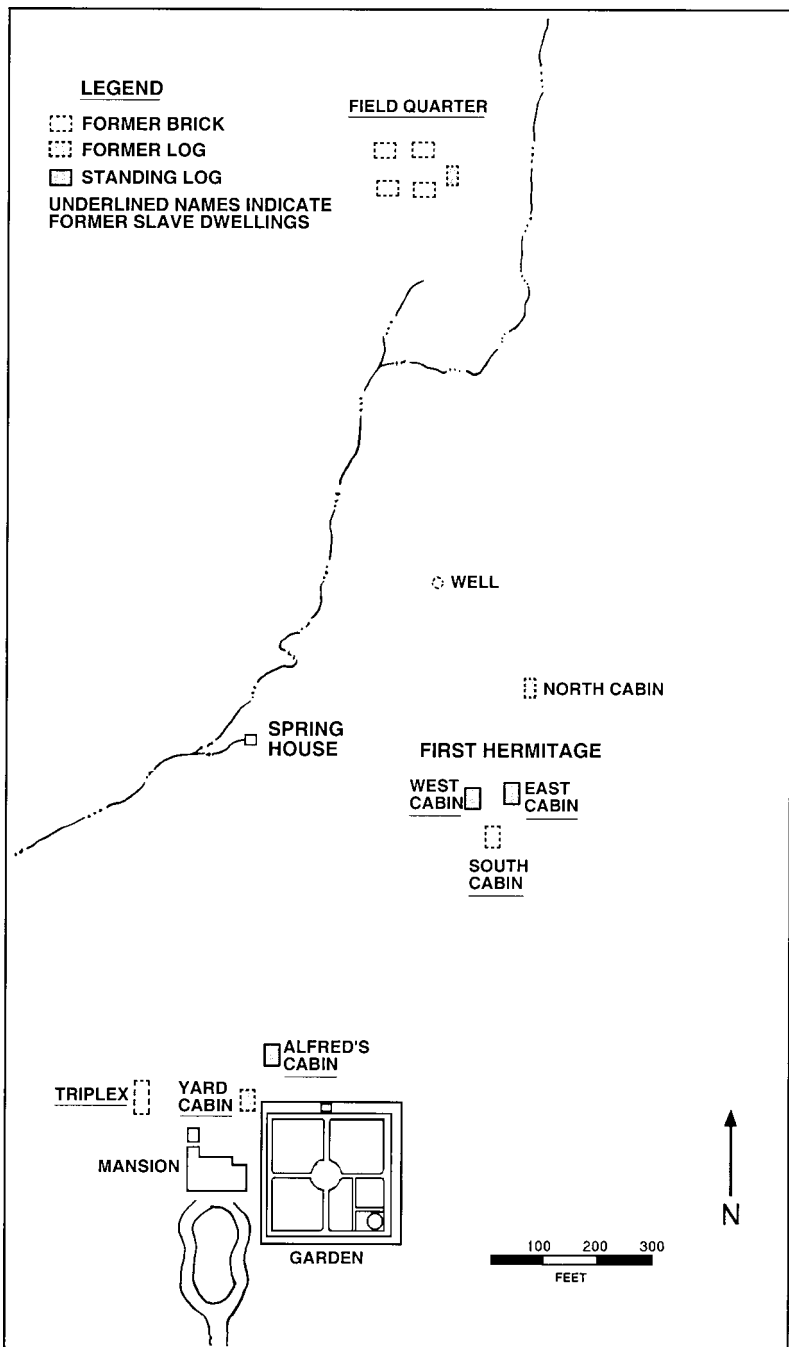 LEGEND
FORMER BRICK
FORMER LOG
STANDING LOG
UNDERLINED NAMES INDICATE
FORMER SLAVE DWELLINGS
FIELD QUARTER
WELL
NORTH CABIN
SPRING
HOUSE
FIRST HERMITAGE
WEST
CABIN
EAST
CABIN
SOUTH
CABIN
ALFRED'S
CABIN
TRIPLEX
YARD
CABIN
MANSION
GARDEN
N
100 200 300
FEET